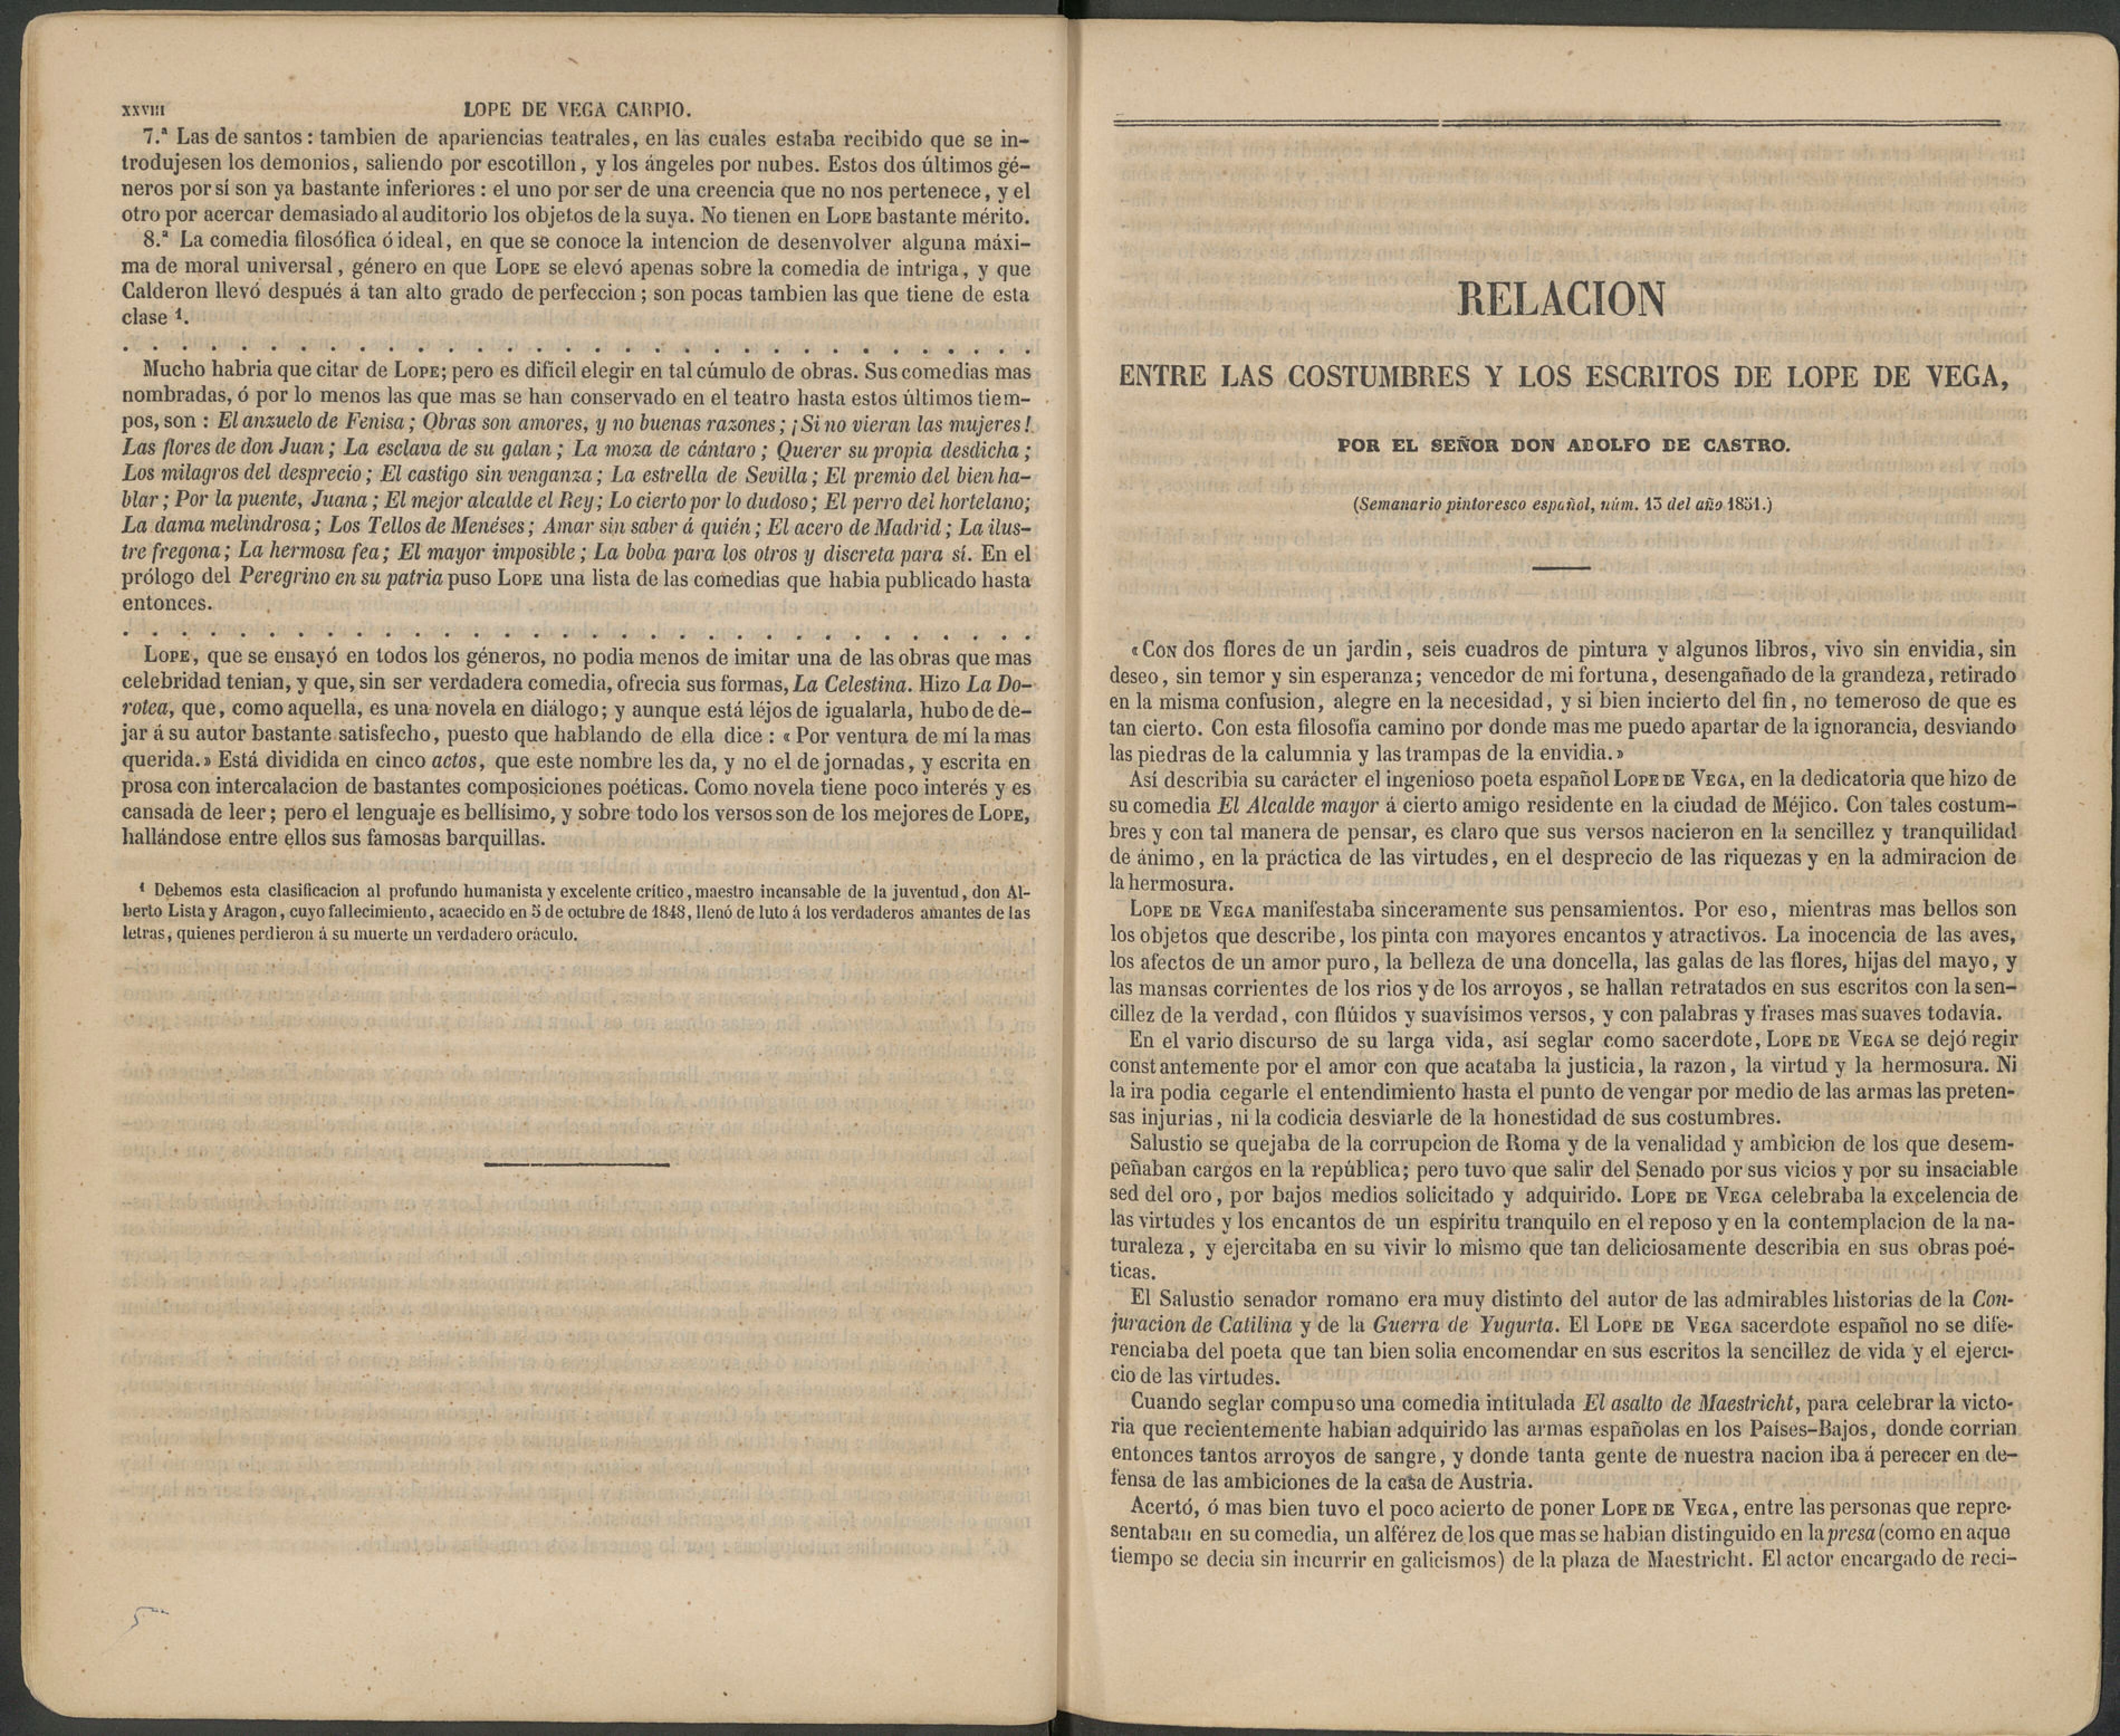 XXVIII
LOPE DE VEGA CARPIO.
7.ª Las de santos : tambien de apariencias teatrales, en las cuales estaba recibido que se in-
trodujesen los demonios, saliendo por escotillon, y los ángeles por nubes. Estos dos últimos gé-
neros por sí son ya bastante inferiores : el uno por ser de una creencia que no nos pertenece, y el
otro por acercar demasiado al auditorio los objetos de la suya. No tienen en LOPE bastante mérito.
8.ª La comedia filosófica ó ideal, en que se conoce la intencion de desenvolver alguna máxi-
ma de moral universal, género en que LOPE se elevó apenas sobre la comedia de intriga, y que
Calderon llevó después á tan alto grado de perfeccion ; son pocas tambien las que tiene de esta
clase ¹.
. . . . . . . . . . . . . . . . . . . . . . . . . . . . . . . .
Mucho habria que citar de LOPE; pero es difícil elegir en tal cúmulo de obras. Sus comedias mas
nombradas, ó por lo menos las que mas se han conservado en el teatro hasta estos últimos tiem-
pos, son : El anzuelo de Fenisa ; Obras son amores, y no buenas razones ; ¡ Si no vieran las mujeres !
Las flores de don Juan ; La esclava de su galan ; La moza de cántaro ; Querer su propia desdicha ;
Los milagros del desprecio ; El castigo sin venganza ; La estrella de Sevilla ; El premio del bien ha-
blar ; Por la puente, Juana ; El mejor alcalde el Rey ; Lo cierto por lo dudoso ; El perro del hortelano;
La dama melindrosa ; Los Tellos de Menéses ; Amar sin saber á quién ; El acero de Madrid ; La ilus-
tre fregona ; La hermosa fea ; El mayor imposible ; La boba para los otros y discreta para sí. En el
prólogo del Peregrino en su patria puso LOPE una lista de las comedias que habia publicado hasta
entonces.
. . . . . . . . . . . . . . . . . . . . . . . . . . . . . . . .
LOPE, que se ensayó en todos los géneros, no podia menos de imitar una de las obras que mas
celebridad tenian, y que, sin ser verdadera comedia, ofrecia sus formas, La Celestina. Hizo La Do-
rotea, que, como aquella, es una novela en diálogo; y aunque está léjos de igualarla, hubo de de-
jar á su autor bastante satisfecho, puesto que hablando de ella dice : « Por ventura de mí la mas
querida. » Está dividida en cinco actos, que este nombre les da, y no el de jornadas, y escrita en
prosa con intercalacion de bastantes composiciones poéticas. Como novela tiene poco interés y es
cansada de leer ; pero el lenguaje es bellísimo, y sobre todo los versos son de los mejores de LOPE,
hallándose entre ellos sus famosas barquillas.
¹ Debemos esta clasificacion al profundo humanista y excelente crítico, maestro incansable de la juventud, don Al-
berto Lista y Aragon, cuyo fallecimiento, acaecido en 5 de octubre de 1848, llenó de luto á los verdaderos amantes de las
letras, quienes perdieron á su muerte un verdadero oráculo.
RELACION
ENTRE LAS COSTUMBRES Y LOS ESCRITOS DE LOPE DE VEGA,
POR EL SEÑOR DON ADOLFO DE CASTRO.
(Semanario pintoresco español, núm. 13 del año 1851.)
« CON dos flores de un jardin, seis cuadros de pintura y algunos libros, vivo sin envidia, sin
deseo, sin temor y sin esperanza; vencedor de mi fortuna, desengañado de la grandeza, retirado
en la misma confusion, alegre en la necesidad, y si bien incierto del fin, no temeroso de que es
tan cierto. Con esta filosofía camino por donde mas me puedo apartar de la ignorancia, desviando
las piedras de la calumnia y las trampas de la envidia. »
Así describia su carácter el ingenioso poeta español LOPE DE VEGA, en la dedicatoria que hizo de
su comedia El Alcalde mayor á cierto amigo residente en la ciudad de Méjico. Con tales costum-
bres y con tal manera de pensar, es claro que sus versos nacieron en la sencillez y tranquilidad
de ánimo, en la práctica de las virtudes, en el desprecio de las riquezas y en la admiracion de
la hermosura.
LOPE DE VEGA manifestaba sinceramente sus pensamientos. Por eso, mientras mas bellos son
los objetos que describe, los pinta con mayores encantos y atractivos. La inocencia de las aves,
los afectos de un amor puro, la belleza de una doncella, las galas de las flores, hijas del mayo, y
las mansas corrientes de los rios y de los arroyos, se hallan retratados en sus escritos con la sen-
cillez de la verdad, con flúidos y suavísimos versos, y con palabras y frases mas suaves todavía.
En el vario discurso de su larga vida, así seglar como sacerdote, LOPE DE VEGA se dejó regir
constantemente por el amor con que acataba la justicia, la razon, la virtud y la hermosura. Ni
la ira podia cegarle el entendimiento hasta el punto de vengar por medio de las armas las preten-
sas injurias, ni la codicia desviarle de la honestidad de sus costumbres.
Salustio se quejaba de la corrupcion de Roma y de la venalidad y ambicion de los que desem-
peñaban cargos en la república; pero tuvo que salir del Senado por sus vicios y por su insaciable
sed del oro, por bajos medios solicitado y adquirido. LOPE DE VEGA celebraba la excelencia de
las virtudes y los encantos de un espíritu tranquilo en el reposo y en la contemplacion de la na-
turaleza, y ejercitaba en su vivir lo mismo que tan deliciosamente describia en sus obras poé-
ticas.
El Salustio senador romano era muy distinto del autor de las admirables historias de la Con-
juracion de Catilina y de la Guerra de Yugurta. El LOPE DE VEGA sacerdote español no se dife-
renciaba del poeta que tan bien solia encomendar en sus escritos la sencillez de vida y el ejerci-
cio de las virtudes.
Cuando seglar compuso una comedia intitulada El asalto de Maestricht, para celebrar la victo-
ria que recientemente habian adquirido las armas españolas en los Países-Bajos, donde corrian
entonces tantos arroyos de sangre, y donde tanta gente de nuestra nacion iba á perecer en de-
fensa de las ambiciones de la casa de Austria.
Acertó, ó mas bien tuvo el poco acierto de poner LOPE DE VEGA, entre las personas que repre-
sentaban en su comedia, un alférez de los que mas se habian distinguido en la presa (como en aque
tiempo se decia sin incurrir en galicismos) de la plaza de Maestricht. El actor encargado de reci-